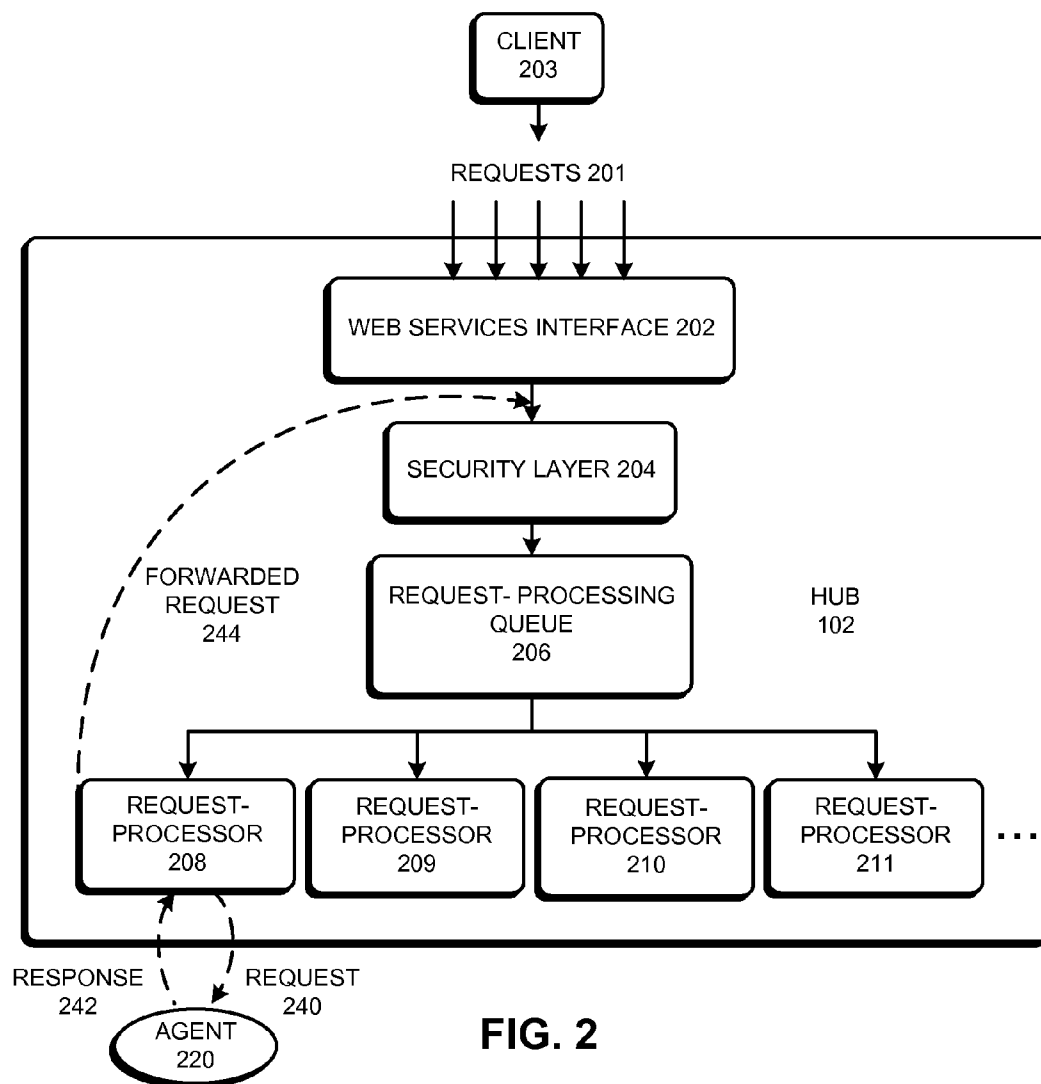 CLIENT
203
REQUESTS 201
WEB SERVICES INTERFACE 202
SECURITY LAYER 204
FORWARDED
REQUEST
244
REQUEST- PROCESSING
QUEUE
206
HUB
102
REQUEST-
PROCESSOR
208
REQUEST-
PROCESSOR
209
REQUEST-
PROCESSOR
210
REQUEST-
PROCESSOR
211
...
RESPONSE
242
REQUEST
240
AGENT
220
FIG. 2